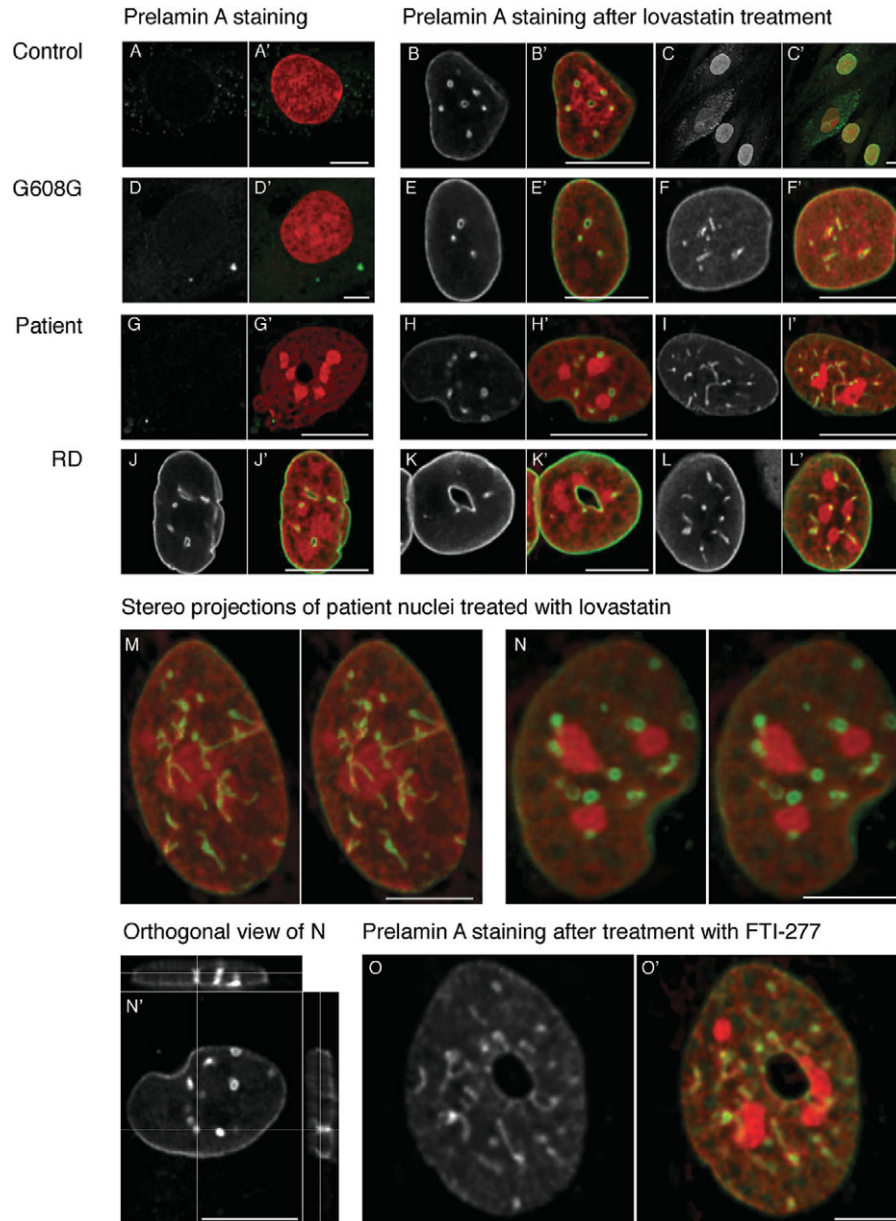 Prelamin A staining
Prelamin A staining after lovastatin treatment
Control
A
A'
B
B'
C
C'
G608G
D
D'
E
E'
F
F'
Patient
G
G'
H
H'
I
I'
RD
J
J'
K
K'
L
L'
Stereo projections of patient nuclei treated with lovastatin
M
N
Orthogonal view of N
Prelamin A staining after treatment with FTI-277
N'
O
O'